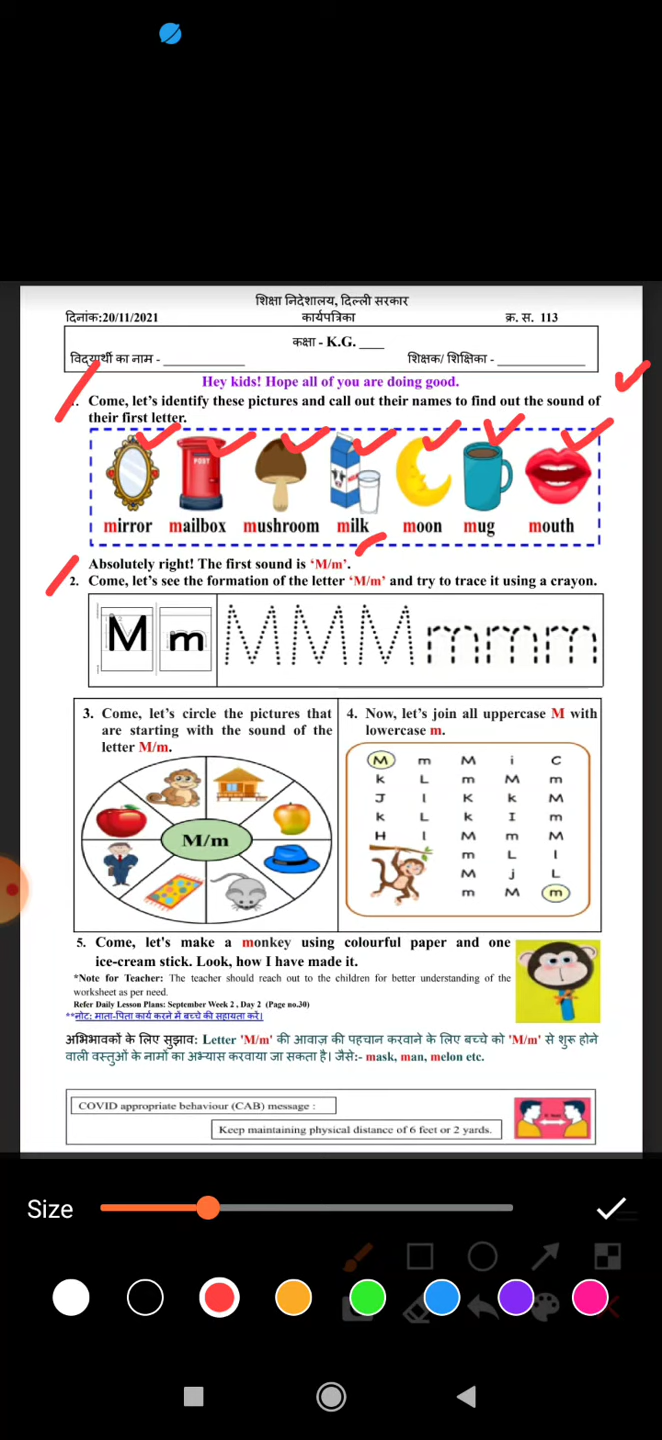 शिक्षा निदेशालय, दिल्ली सरकार
दिनांक:20/11/2021 कार्यपत्रिका क्र. स. 113
कक्षा - K.G. ____
विद्यार्थी का नाम - ____________ शिक्षक/ शिक्षिका - ____________
Hey kids! Hope all of you are doing good.
Come, let's identify these pictures and call out their names to find out the sound of
their first letter.
POST
mirror mailbox mushroom milk moon mug mouth
Absolutely right! The first sound is ‘M/m’.
2. Come, let's see the formation of the letter ‘M/m’ and try to trace it using a crayon.
M m M M M m m m
3. Come, let's circle the pictures that
are starting with the sound of the
letter M/m.
M/m
4. Now, let's join all uppercase M with
lowercase m.
M m M i C
k L m M m
J l K k M
k L k I m
H l M m M
m L l
M j L
m M m
5. Come, let's make a monkey using colourful paper and one
ice-cream stick. Look, how I have made it.
*Note for Teacher: The teacher should reach out to the children for better understanding of the
worksheet as per need.
Refer Daily Lesson Plans: September Week 2 , Day 2 (Page no.30)
**नोट: माता-पिता कार्य करने में बच्चे की सहायता करें।
अभिभावकों के लिए सुझाव: Letter 'M/m' की आवाज़ की पहचान करवाने के लिए बच्चे को 'M/m' से शुरू होने
वाली वस्तुओं के नामों का अभ्यास करवाया जा सकता है। जैसे:- mask, man, melon etc.
COVID appropriate behaviour (CAB) message :
Keep maintaining physical distance of 6 feet or 2 yards.
Size